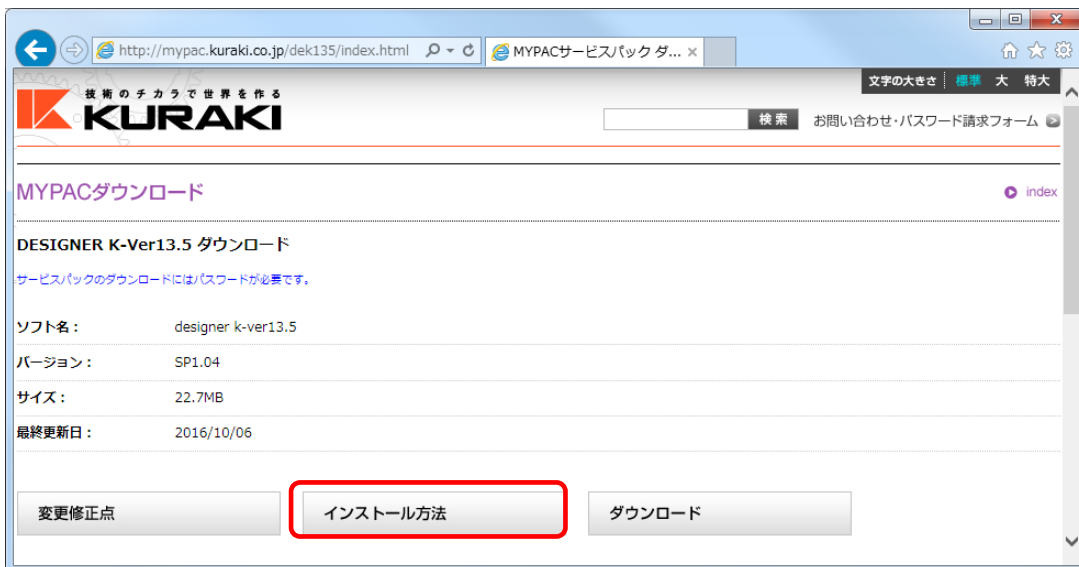 http://mypac.kuraki.co.jp/dek135/index.html
MYPACサービスパック ダ...
文字の大きさ 標準 大 特大
技術のチカラで世界を作る
KURAKI
検索
お問い合わせ・パスワード請求フォーム
MYPACダウンロード
index
DESIGNER K-Ver13.5 ダウンロード
サービスパックのダウンロードにはパスワードが必要です。
ソフト名： designer k-ver13.5
バージョン： SP1.04
サイズ： 22.7MB
最終更新日： 2016/10/06
変更修正点 インストール方法 ダウンロード